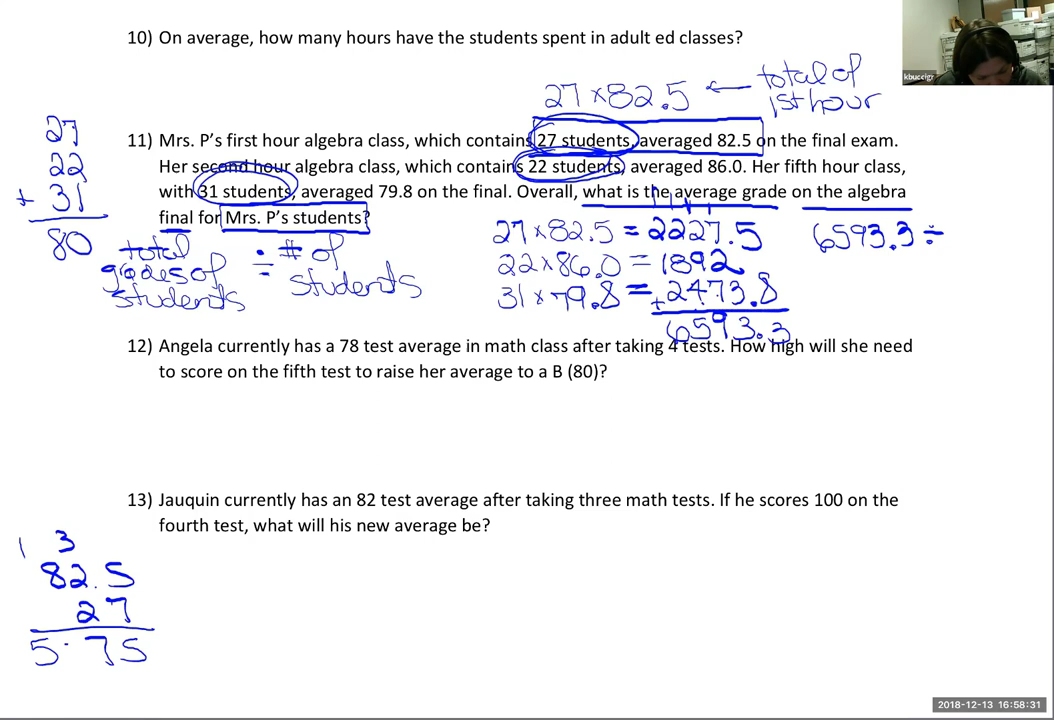 10) On average, how many hours have the students spent in adult ed classes?
kbuccigr
27 × 82.5 ← total of
1st hour
27
22
+ 31
80
11) Mrs. P's first hour algebra class, which contains 27 students, averaged 82.5 on the final exam.
Her second hour algebra class, which contains 22 students, averaged 86.0. Her fifth hour class,
with 31 students, averaged 79.8 on the final. Overall, what is the average grade on the algebra
final for Mrs. P's students?
total
grades of
students
÷ # of
students
27 × 82.5 = 2227.5
22 × 86.0 = 1892
31 × 79.8 = + 2473.8
6593.3
6593.3 ÷
12) Angela currently has a 78 test average in math class after taking 4 tests. How high will she need
to score on the fifth test to raise her average to a B (80)?
13) Jauquin currently has an 82 test average after taking three math tests. If he scores 100 on the
fourth test, what will his new average be?
1 3
82.5
27
5 7 5
2018-12-13 16:58:31